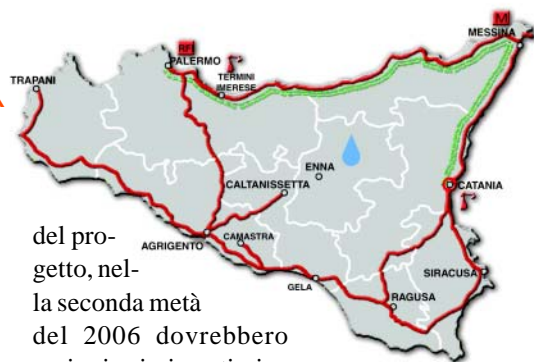 RFI
M
MESSINA
PALERMO
TRAPANI
TERMINI
IMERESE
ENNA
CALTANISSETTA
CATANIA
AGRIGENTO
CAMASTRA
SIRACUSA
GELA
RAGUSA
del pro-
getto, nel-
la seconda metà
del 2006 dovrebbero